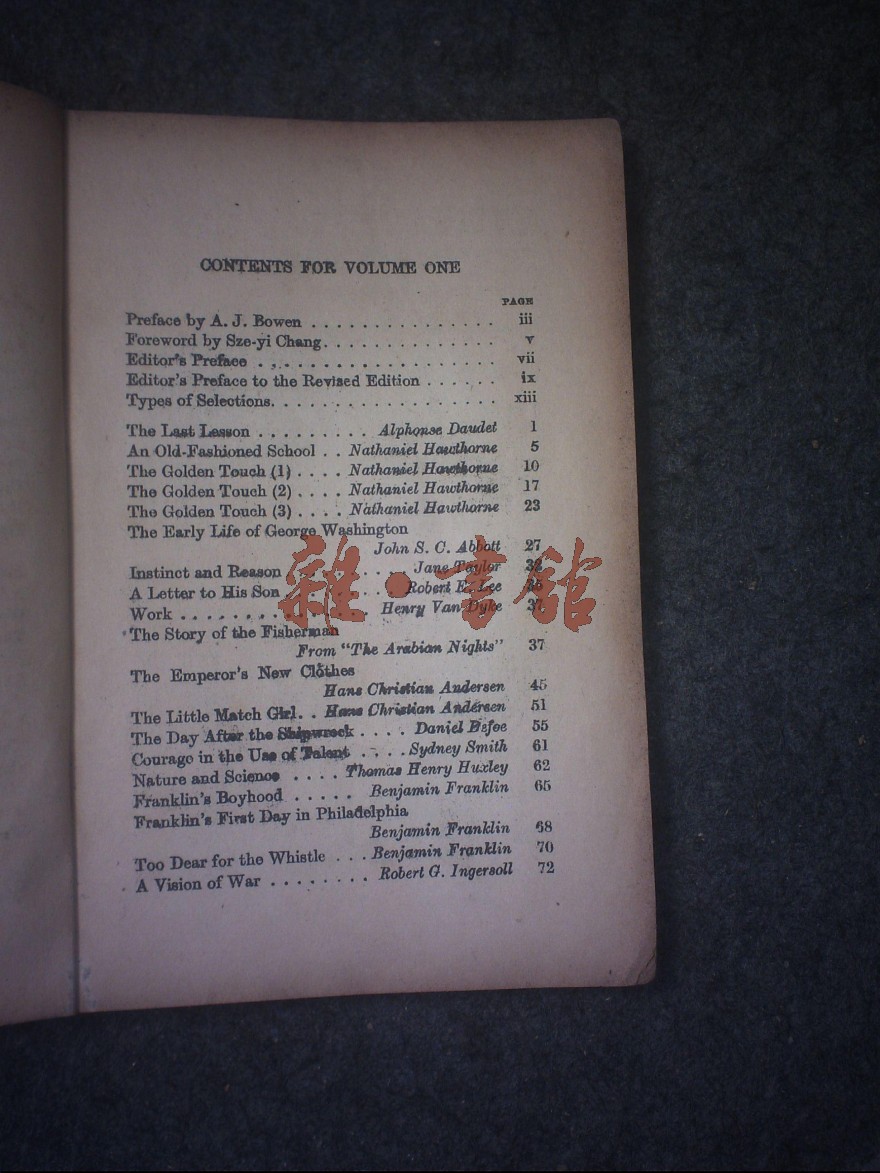 CONTENTS FOR VOLUME ONE
PAGE
Preface by A. J. Bowen . . . . . . . . . . . . . . . iii
Foreword by Sze-yi Chang. . . . . . . . . . . . . . v
Editor's Preface . . . . . . . . . . . . . . . . . . . vii
Editor's Preface to the Revised Edition . . . . . . ix
Types of Selections. . . . . . . . . . . . . . . . . . xiii
The Last Lesson . . . . . . . . . Alphonse Daudet 1
An Old-Fashioned School . . Nathaniel Hawthorne 5
The Golden Touch (1) . . . . Nathaniel Hawthorne 10
The Golden Touch (2) . . . . Nathaniel Hawthorne 17
The Golden Touch (3) . . . . Nathaniel Hawthorne 23
The Early Life of George Washington
John S. C. Abbott 27
Instinct and Reason . . . . . . . . . . Jane Taylor 32
A Letter to His Son . . . . . . . . . Robert E. Lee 35
Work . . . . . . . . . . . . . . . Henry Van Dyke 37
The Story of the Fisherman
From "The Arabian Nights" 37
The Emperor's New Clothes
Hans Christian Andersen 45
The Little Match Girl. . Hans Christian Andersen 51
The Day After the Shipwreck . . . . Daniel Defoe 55
Courage in the Use of Talent . . . . Sydney Smith 61
Nature and Science . . . . Thomas Henry Huxley 62
Franklin's Boyhood . . . . . Benjamin Franklin 65
Franklin's First Day in Philadelphia
Benjamin Franklin 68
Too Dear for the Whistle . . . Benjamin Franklin 70
A Vision of War . . . . . . . . Robert G. Ingersoll 72
雜·書館